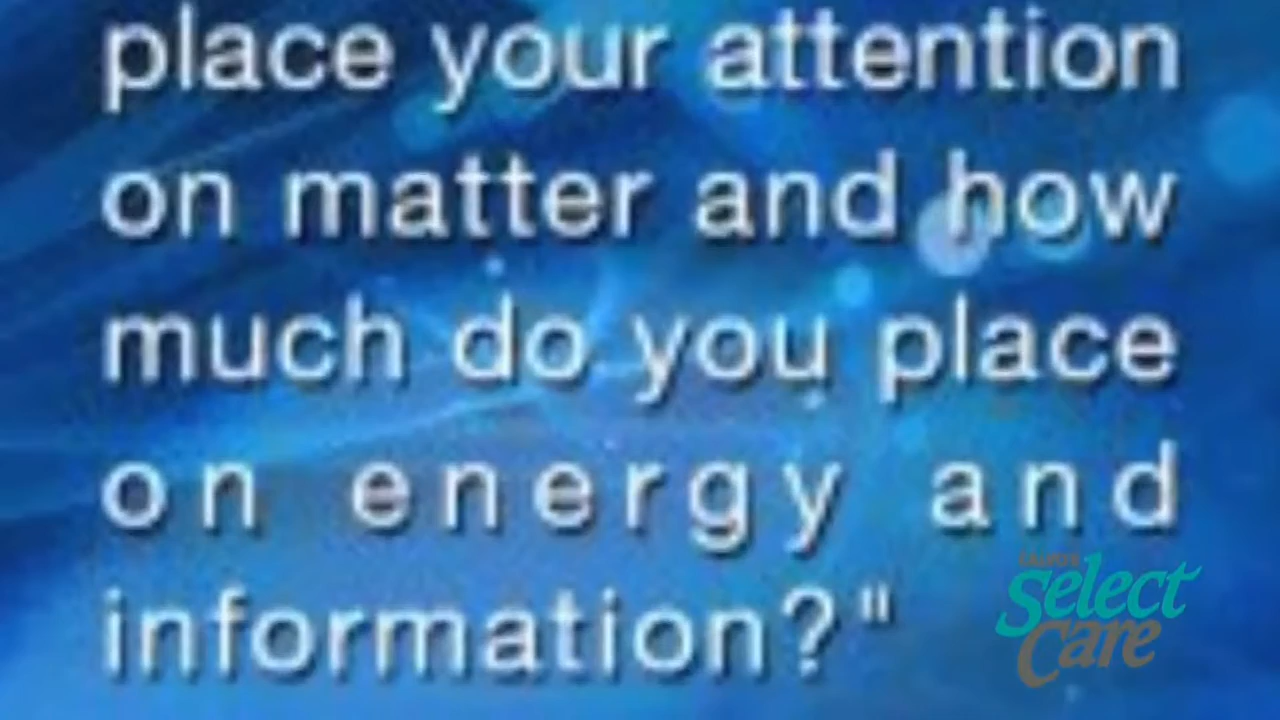 place your attention
on matter and how
much do you place
on energy and
information?"
Select
Care